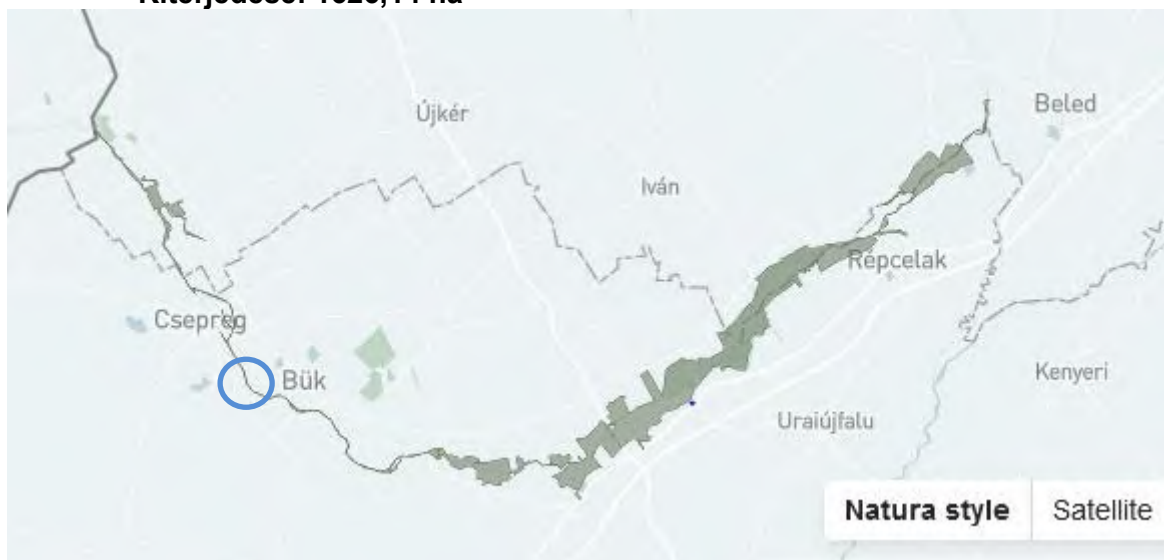 Újkér
Beled
Iván
Répcelak
Csepreg
Bük
Kenyeri
Uraiújfalu
Natura style
Satellite